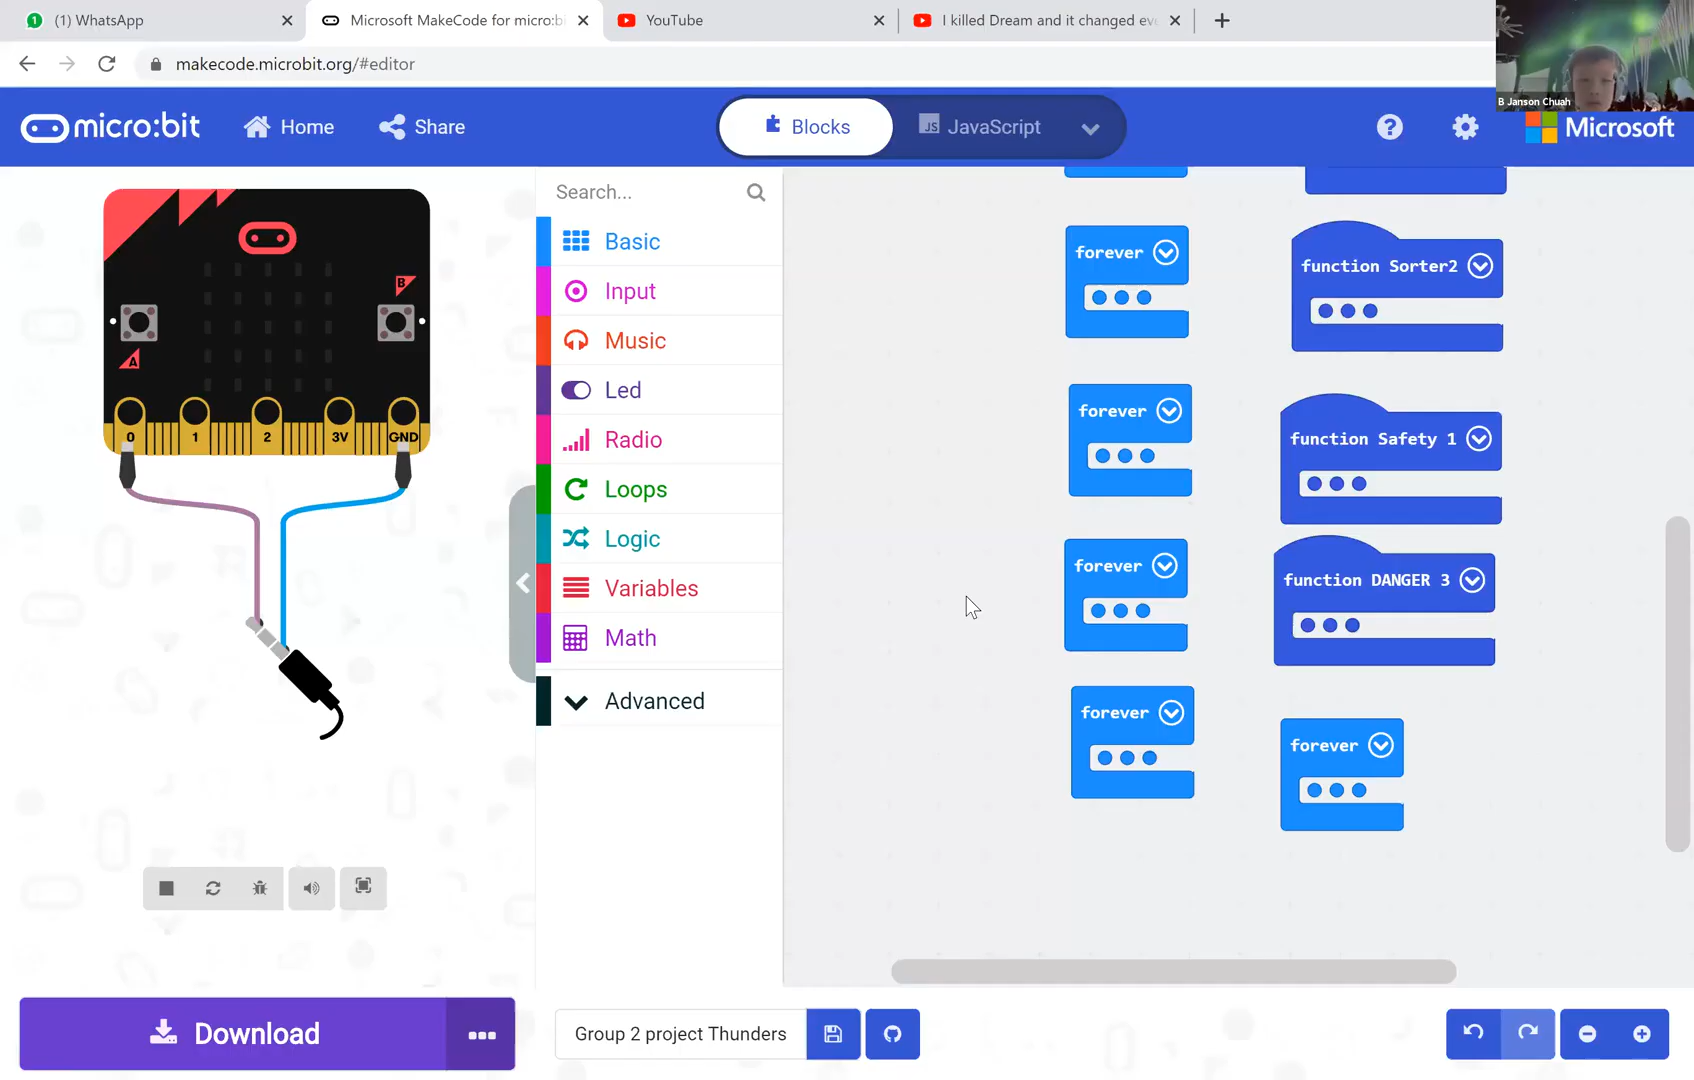 (1) WhatsApp
Microsoft MakeCode for micro:bi
YouTube
I killed Dream and it changed eve
makecode.microbit.org/#editor
B Janson Chuah
micro:bit
Home
Share
Blocks
JS JavaScript
?
Microsoft
Search...
Basic
Input
Music
Led
Radio
Loops
Logic
Variables
Math
Advanced
B
A
0 1 2 3V GND
forever
function Sorter2
forever
function Safety 1
forever
function DANGER 3
forever
forever
Download
Group 2 project Thunders